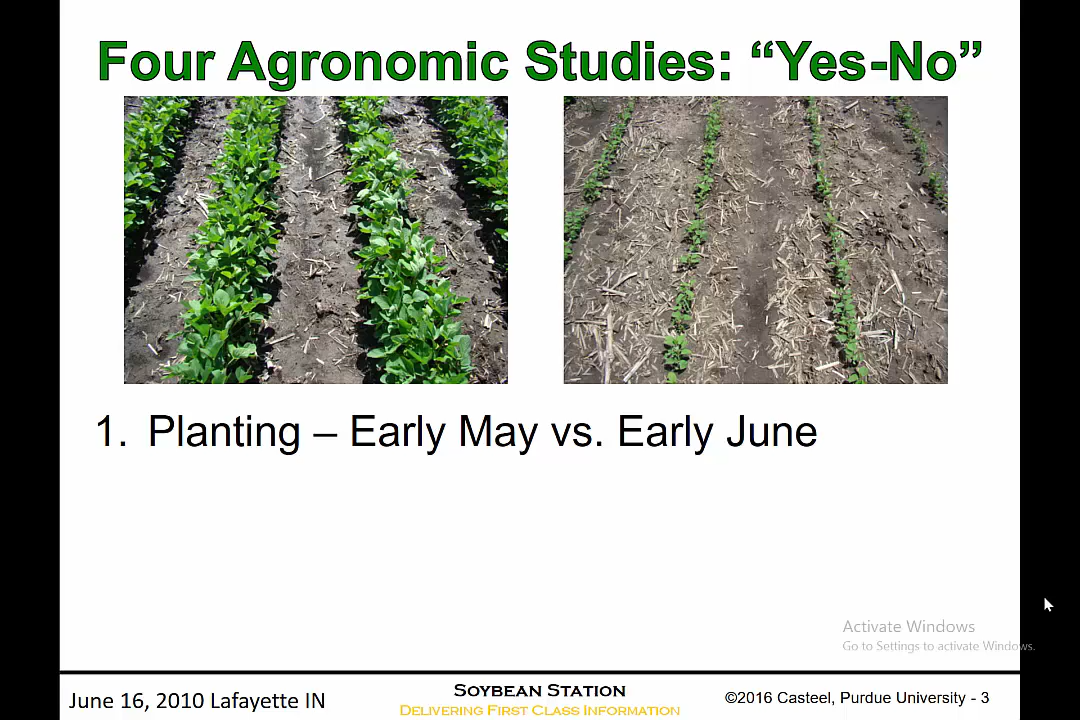 Four Agronomic Studies: “Yes-No”
1. Planting – Early May vs. Early June
Activate Windows
Go to Settings to activate Windows.
June 16, 2010 Lafayette IN
SOYBEAN STATION
DELIVERING FIRST CLASS INFORMATION
©2016 Casteel, Purdue University - 3